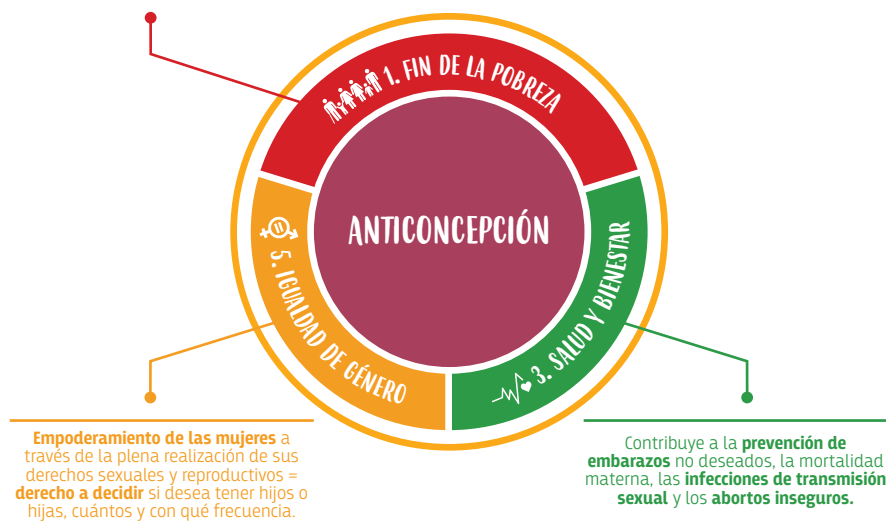 1. FIN DE LA POBREZA
ANTICONCEPCIÓN
5. IGUALDAD DE GÉNERO
3. SALUD Y BIENESTAR
Empoderamiento de las mujeres a
través de la plena realización de sus
derechos sexuales y reproductivos =
derecho a decidir si desea tener hijos o
hijas, cuántos y con qué frecuencia.
Contribuye a la prevención de
embarazos no deseados, la mortalidad
materna, las infecciones de transmisión
sexual y los abortos inseguros.